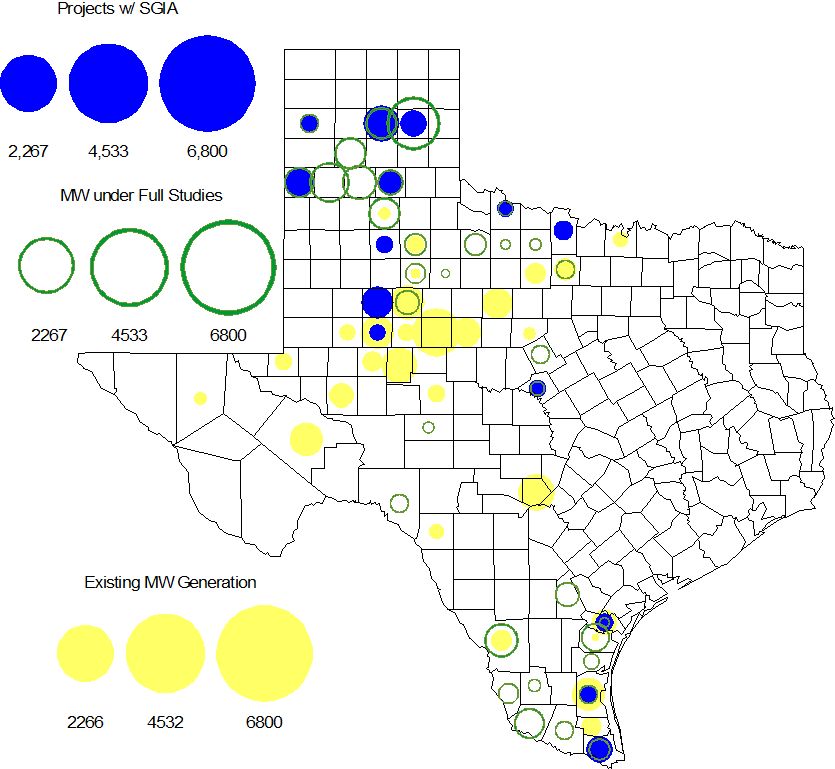 Projects w/ SGIA
2,267 4,533 6,800
MW under Full Studies
2267 4533 6800
Existing MW Generation
2266 4532 6800